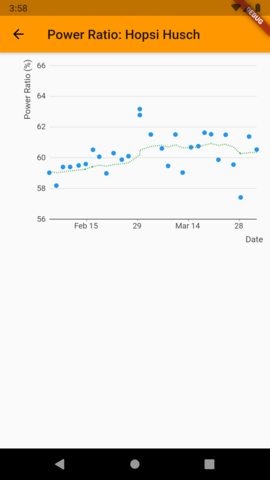 3:58
DEBUG
Power Ratio: Hopsi Husch
Power Ratio (%)
66
64
62
60
58
56
Feb 15 29 Mar 14 28
Date